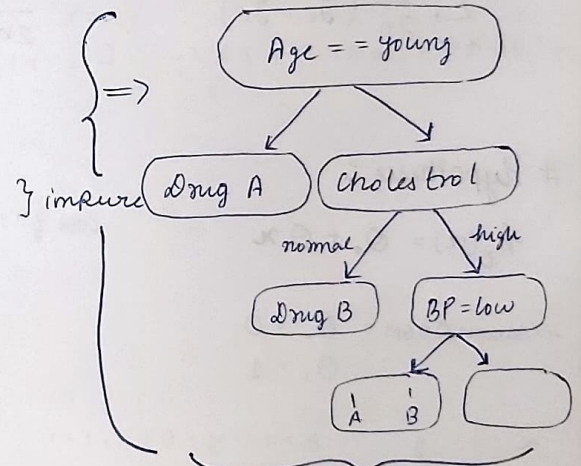 Age == young
=>
} impure
Drug A
Cholestrol
normal
high
Drug B
BP = low
A B